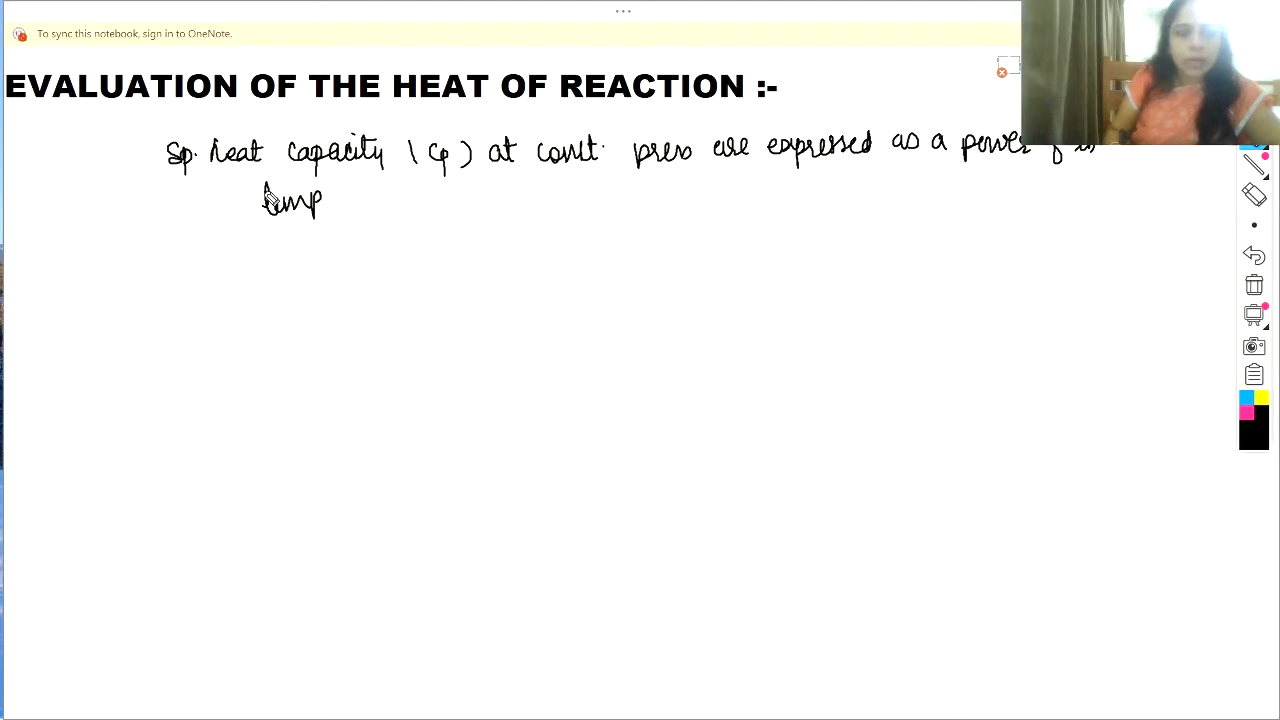 To sync this notebook, sign in to OneNote.
EVALUATION OF THE HEAT OF REACTION :-
Sp. heat capacity (Cp) at const. press are expressed as a power
temp